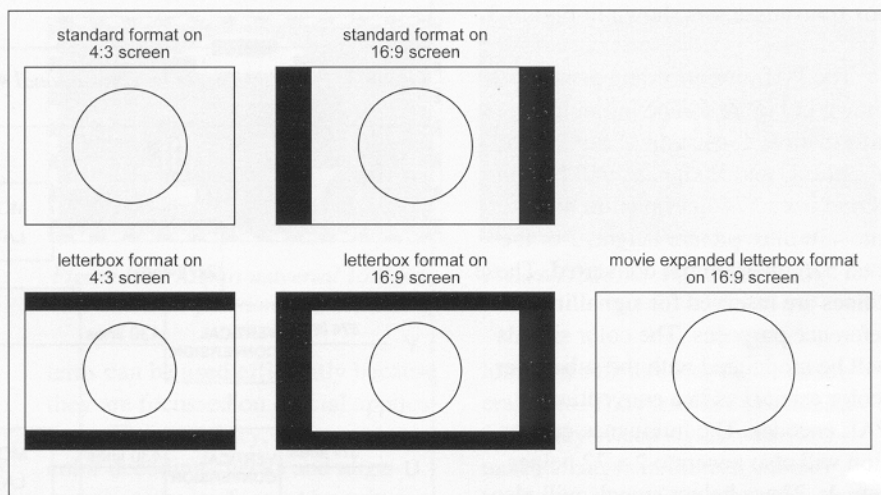 standard format on
4:3 screen
standard format on
16:9 screen
letterbox format on
4:3 screen
letterbox format on
16:9 screen
movie expanded letterbox format
on 16:9 screen